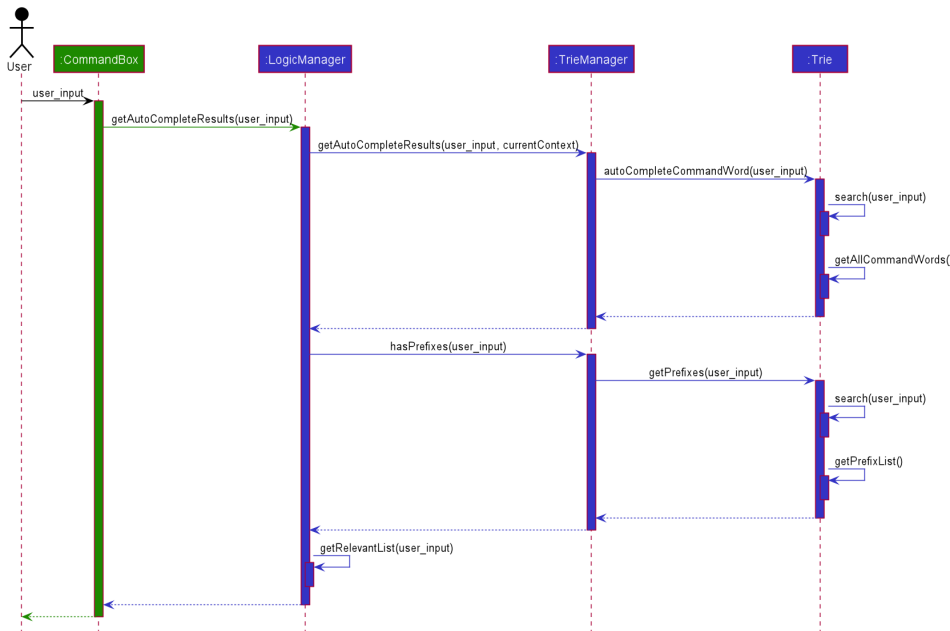 User
:CommandBox
:LogicManager
:TrieManager
:Trie
user_input
getAutoCompleteResults(user_input)
getAutoCompleteResults(user_input, currentContext)
autoCompleteCommandWord(user_input)
search(user_input)
getAllCommandWords(
hasPrefixes(user_input)
getPrefixes(user_input)
search(user_input)
getPrefixList()
getRelevantList(user_input)